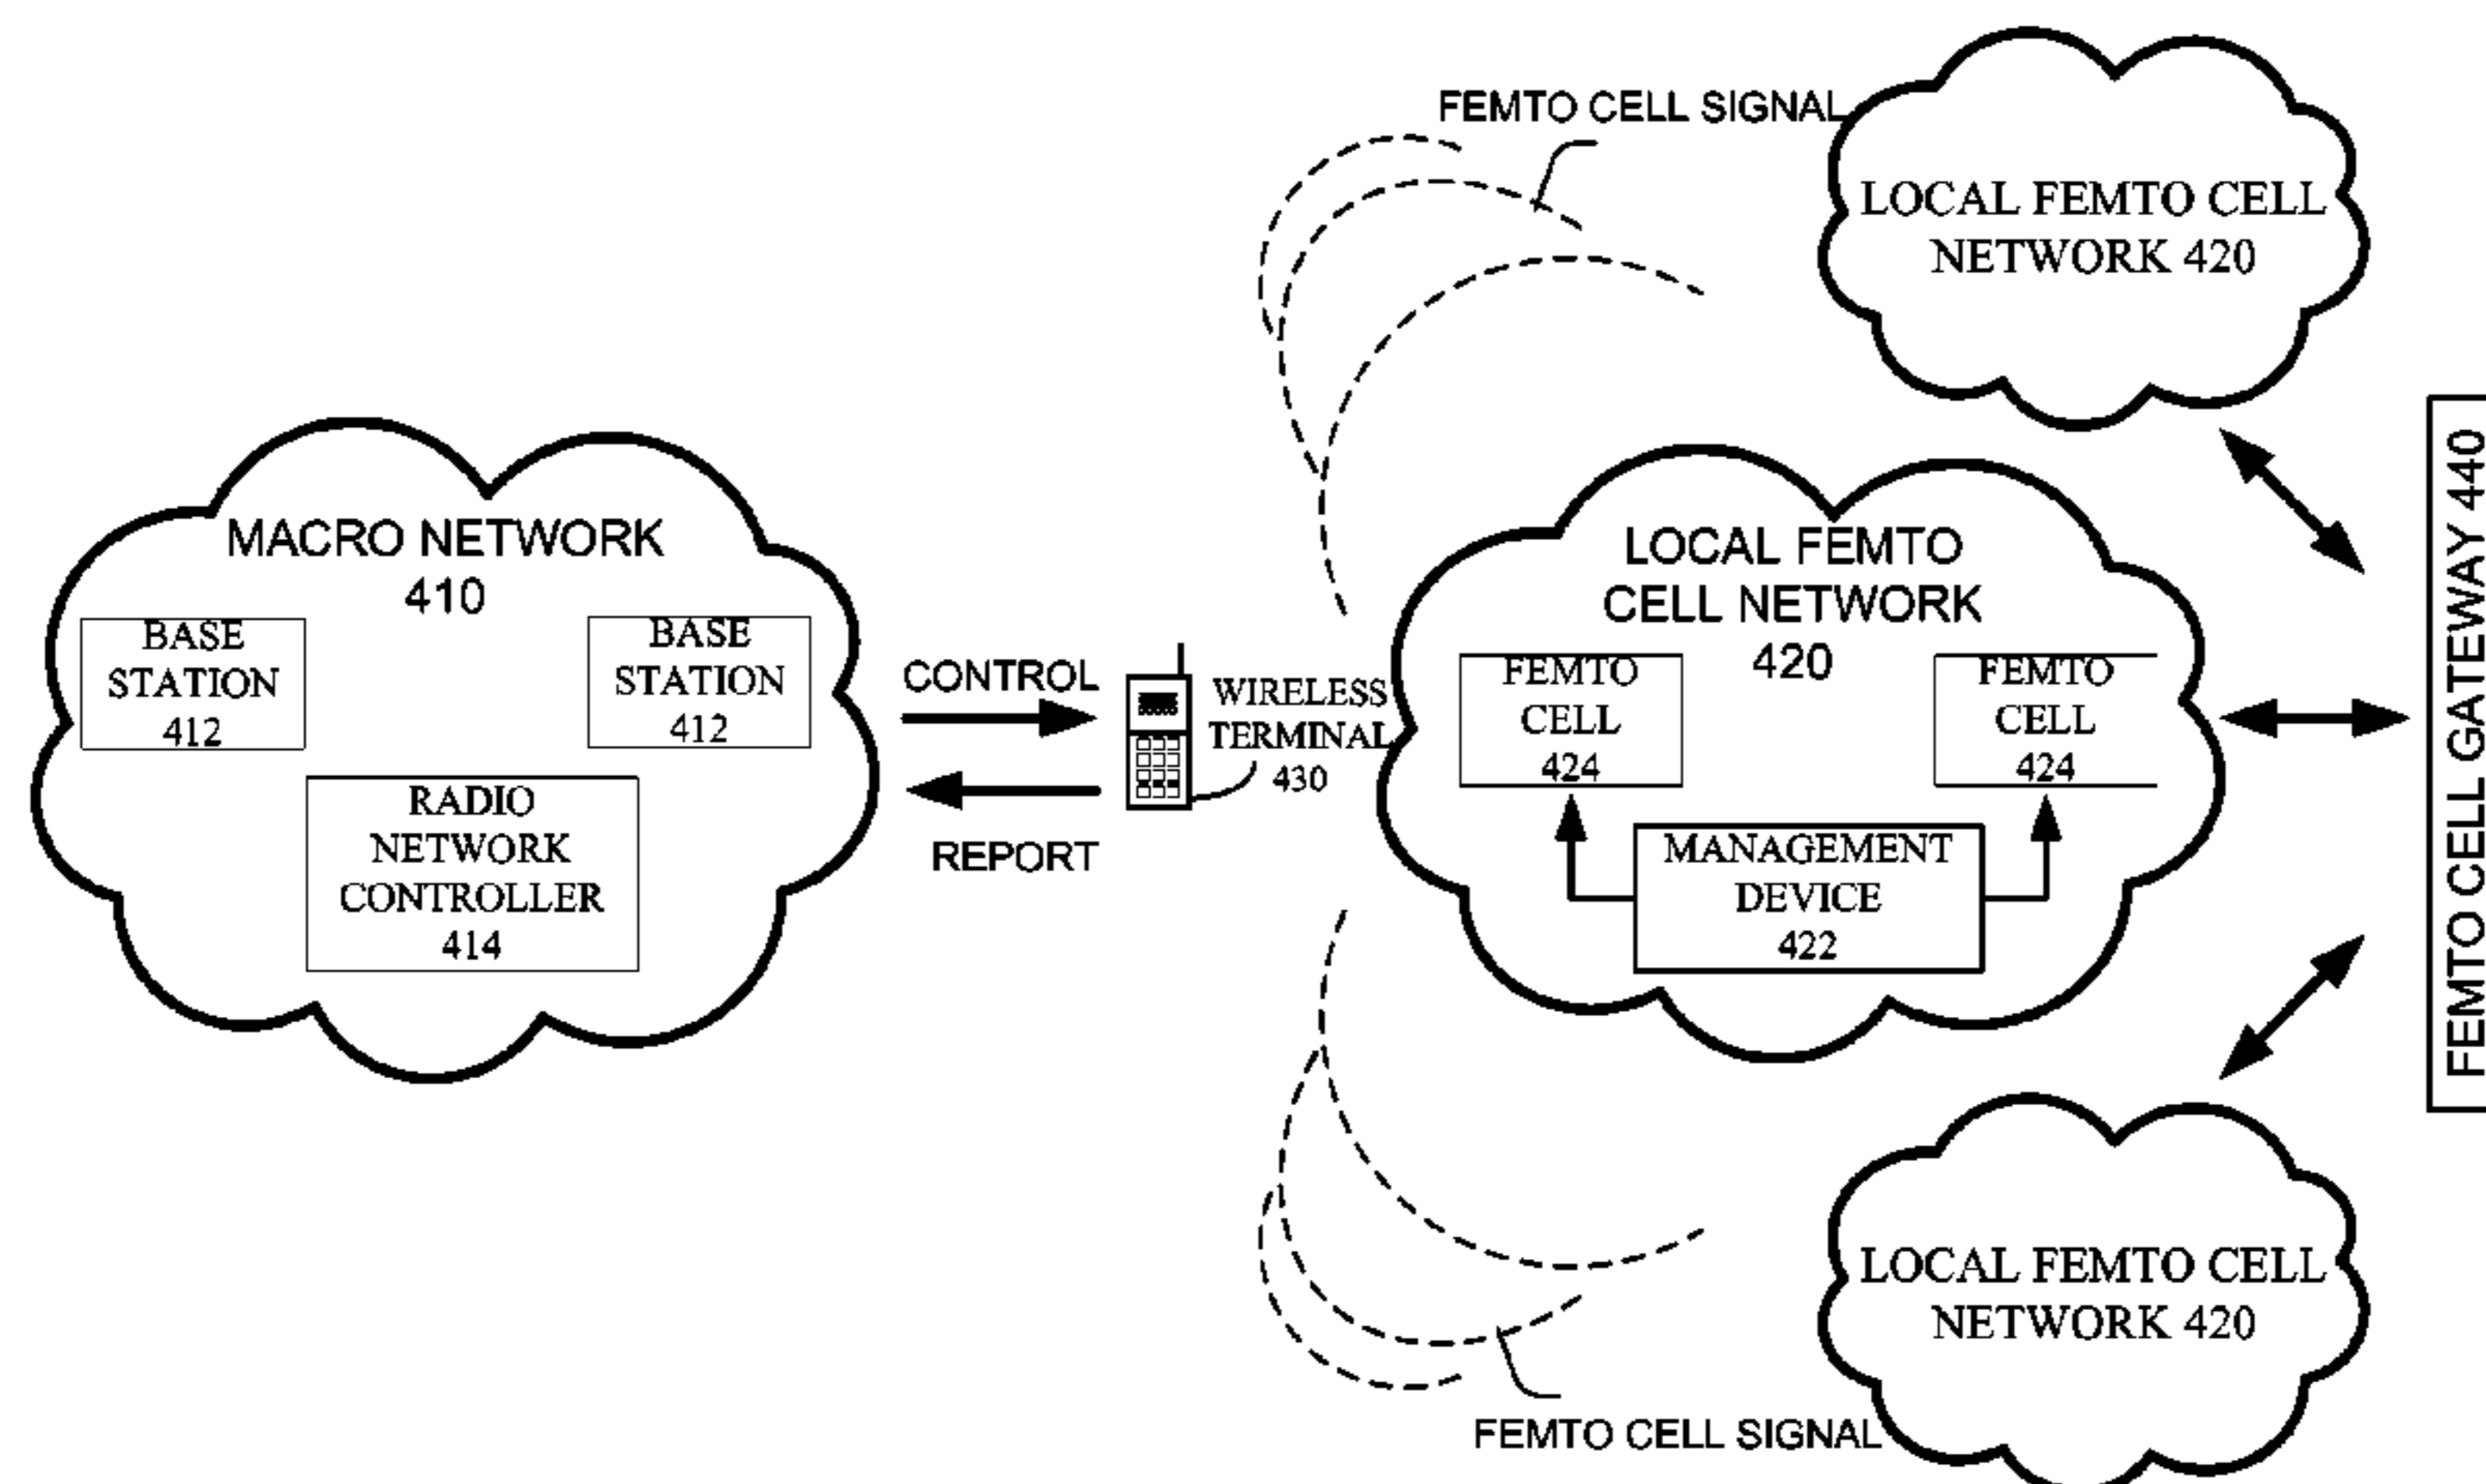 FEMTO CELL SIGNAL
LOCAL FEMTO CELL
NETWORK 420
MACRO NETWORK
410
BASE
STATION
412
BASE
STATION
412
RADIO
NETWORK
CONTROLLER
414
CONTROL
REPORT
WIRELESS
TERMINAL
430
LOCAL FEMTO
CELL NETWORK
420
FEMTO
CELL
424
FEMTO
CELL
424
MANAGEMENT
DEVICE
422
FEMTO CELL GATEWAY 440
LOCAL FEMTO CELL
NETWORK 420
FEMTO CELL SIGNAL